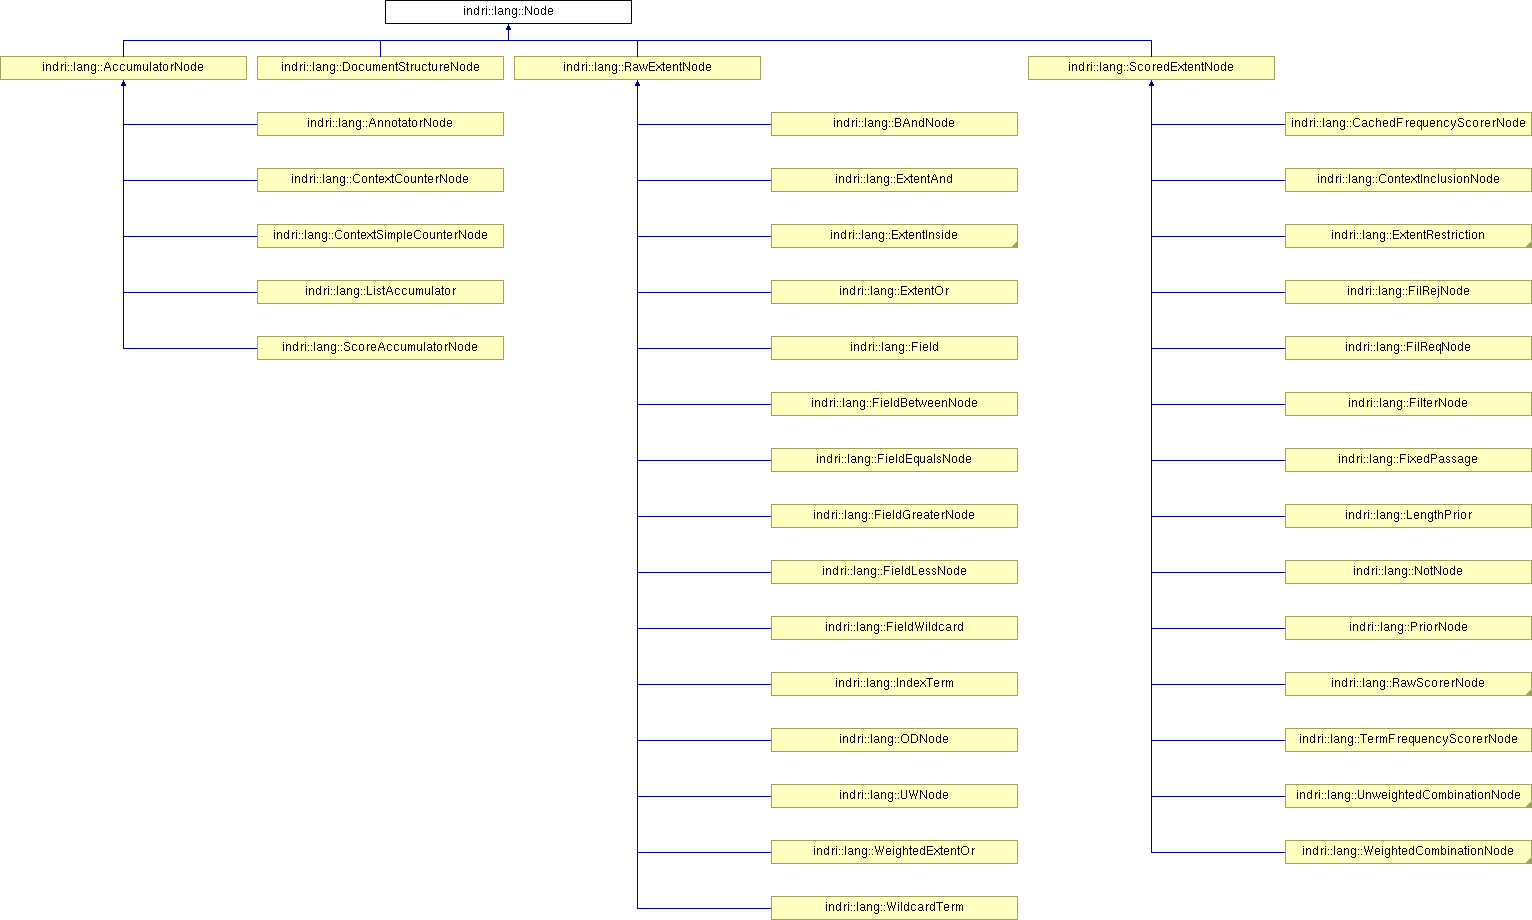 indri::lang::Node
indri::lang::AccumulatorNode
indri::lang::DocumentStructureNode
indri::lang::RawExtentNode
indri::lang::ScoredExtentNode
indri::lang::AnnotatorNode
indri::lang::ContextCounterNode
indri::lang::ContextSimpleCounterNode
indri::lang::ListAccumulator
indri::lang::ScoreAccumulatorNode
indri::lang::BAndNode
indri::lang::ExtentAnd
indri::lang::ExtentInside
indri::lang::ExtentOr
indri::lang::Field
indri::lang::FieldBetweenNode
indri::lang::FieldEqualsNode
indri::lang::FieldGreaterNode
indri::lang::FieldLessNode
indri::lang::FieldWildcard
indri::lang::IndexTerm
indri::lang::ODNode
indri::lang::UWNode
indri::lang::WeightedExtentOr
indri::lang::WildcardTerm
indri::lang::CachedFrequencyScorerNode
indri::lang::ContextInclusionNode
indri::lang::ExtentRestriction
indri::lang::FilRejNode
indri::lang::FilReqNode
indri::lang::FilterNode
indri::lang::FixedPassage
indri::lang::LengthPrior
indri::lang::NotNode
indri::lang::PriorNode
indri::lang::RawScorerNode
indri::lang::TermFrequencyScorerNode
indri::lang::UnweightedCombinationNode
indri::lang::WeightedCombinationNode